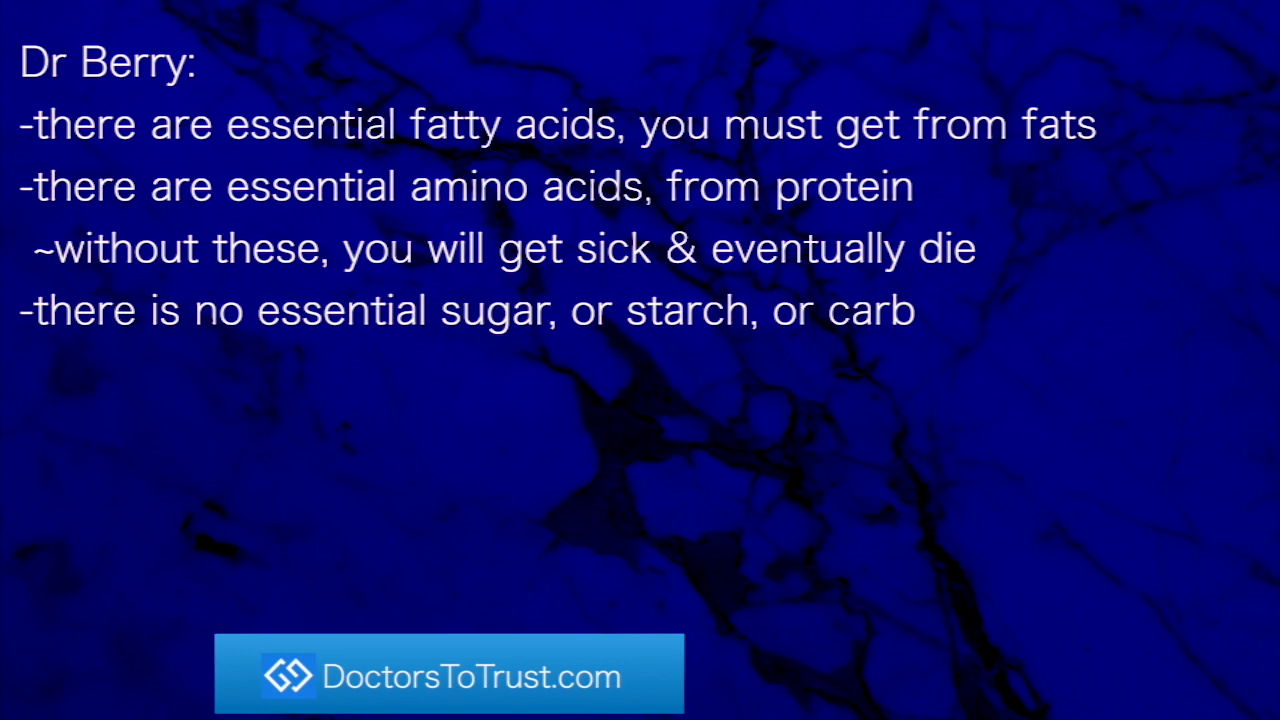 Dr Berry:
-there are essential fatty acids, you must get from fats
-there are essential amino acids, from protein
~without these, you will get sick & eventually die
-there is no essential sugar, or starch, or carb
DoctorsToTrust.com